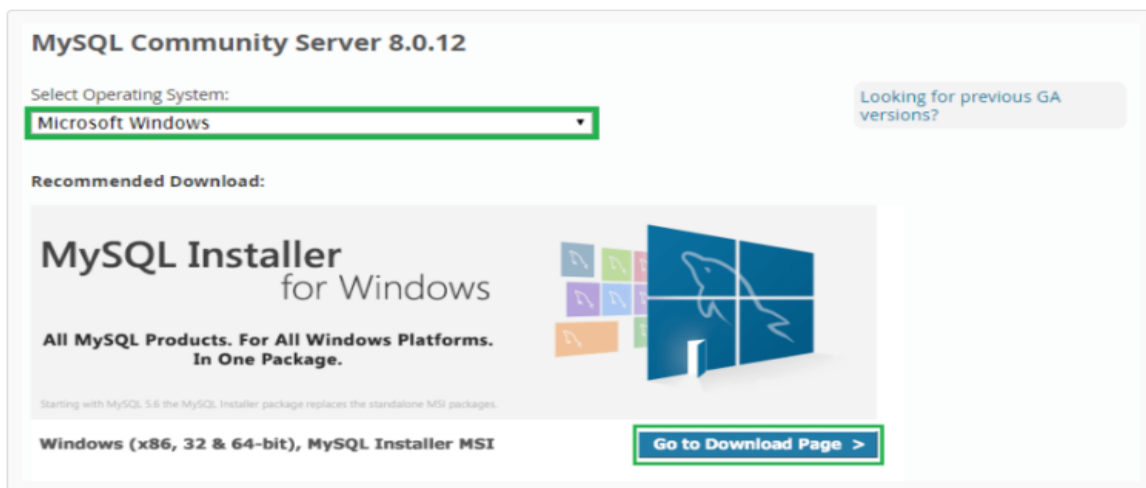 MySQL Community Server 8.0.12
Select Operating System:
Looking for previous GA
versions?
Microsoft Windows
Recommended Download:
MySQL Installer
for Windows
All MySQL Products. For All Windows Platforms.
In One Package.
Starting with MySQL 5.6 the MySQL Installer package replaces the standalone MSI packages.
Windows (x86, 32 & 64-bit), MySQL Installer MSI
Go to Download Page >